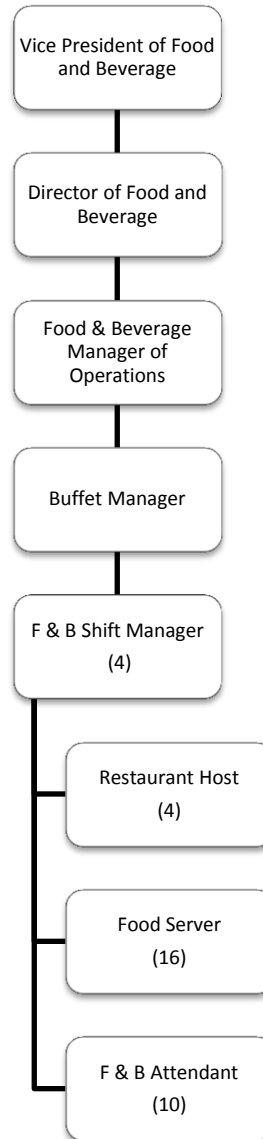 Vice President of Food
and Beverage
Director of Food and
Beverage
Food & Beverage
Manager of
Operations
Buffet Manager
F & B Shift Manager
(4)
Restaurant Host
(4)
Food Server
(16)
F & B Attendant
(10)